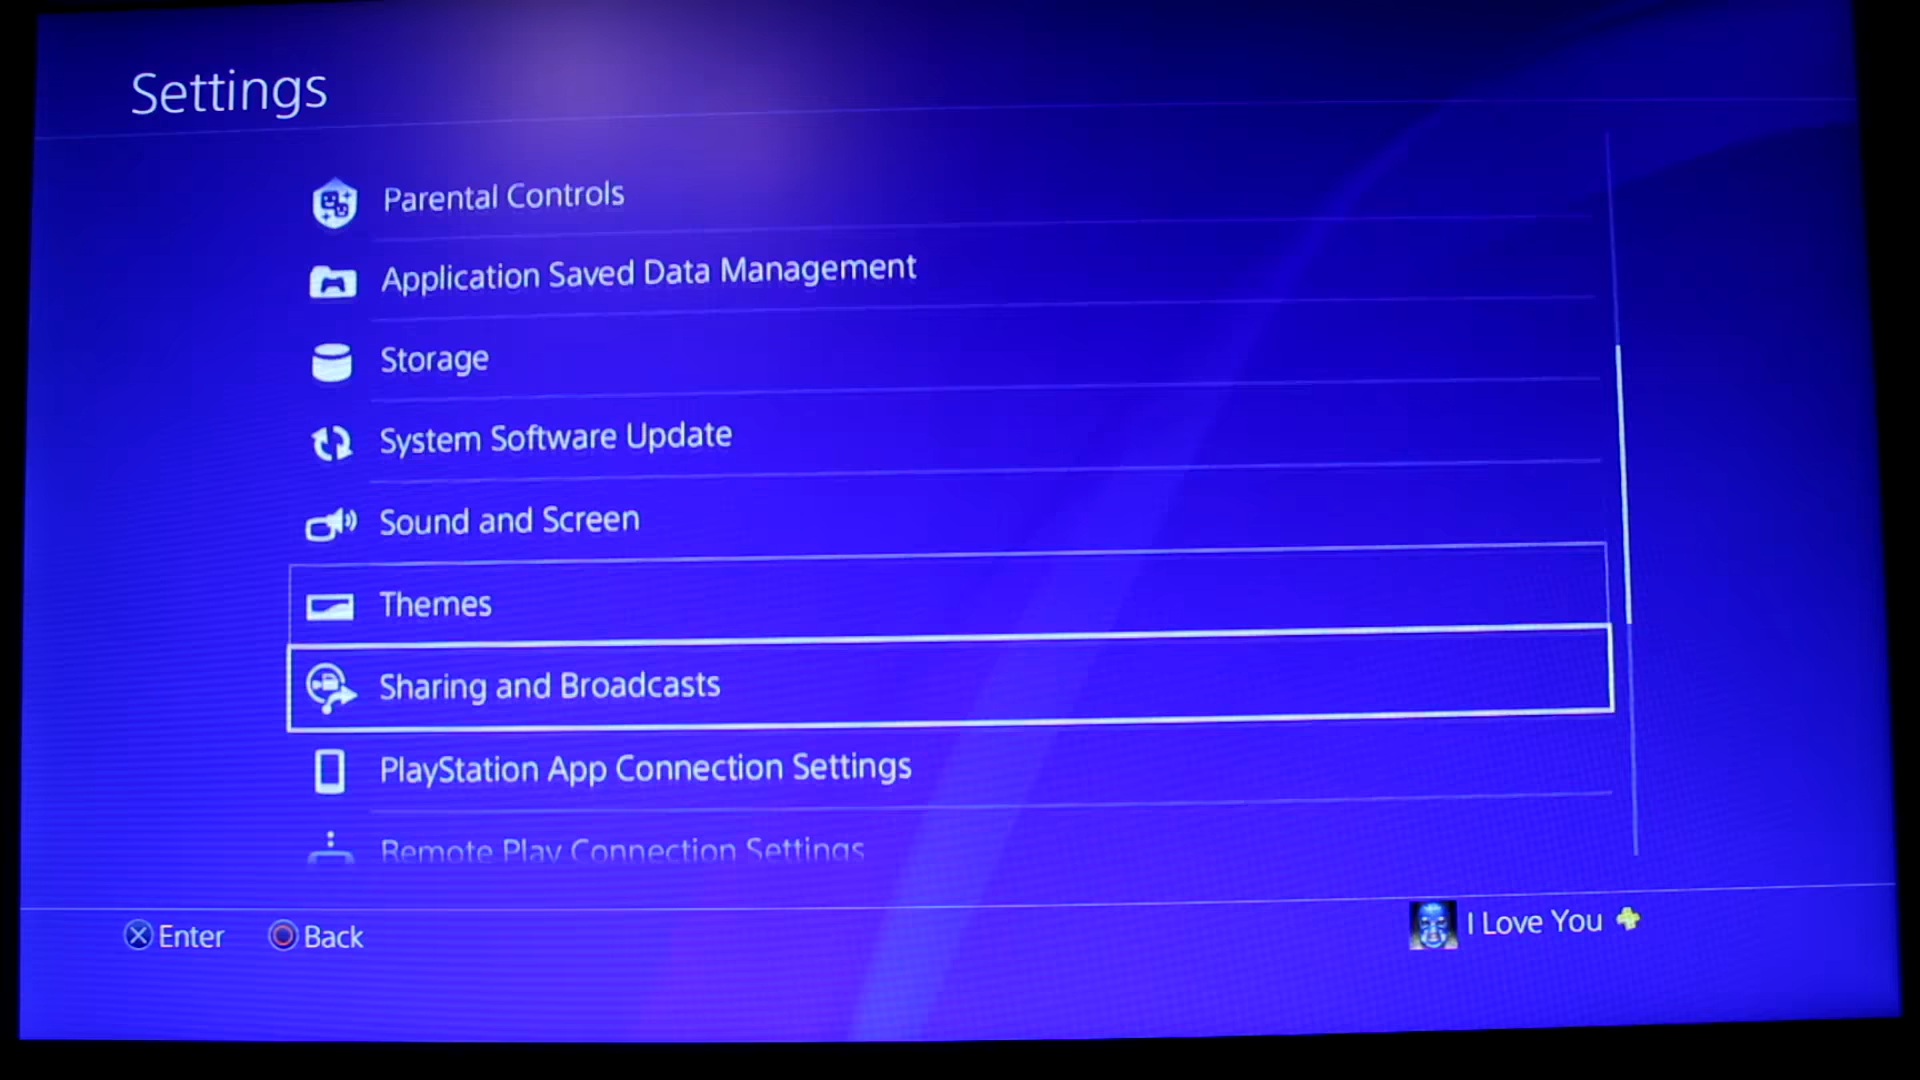 Settings
Parental Controls
Application Saved Data Management
Storage
System Software Update
Sound and Screen
Themes
Sharing and Broadcasts
PlayStation App Connection Settings
Remote Play Connection Settings
Enter Back
I Love You